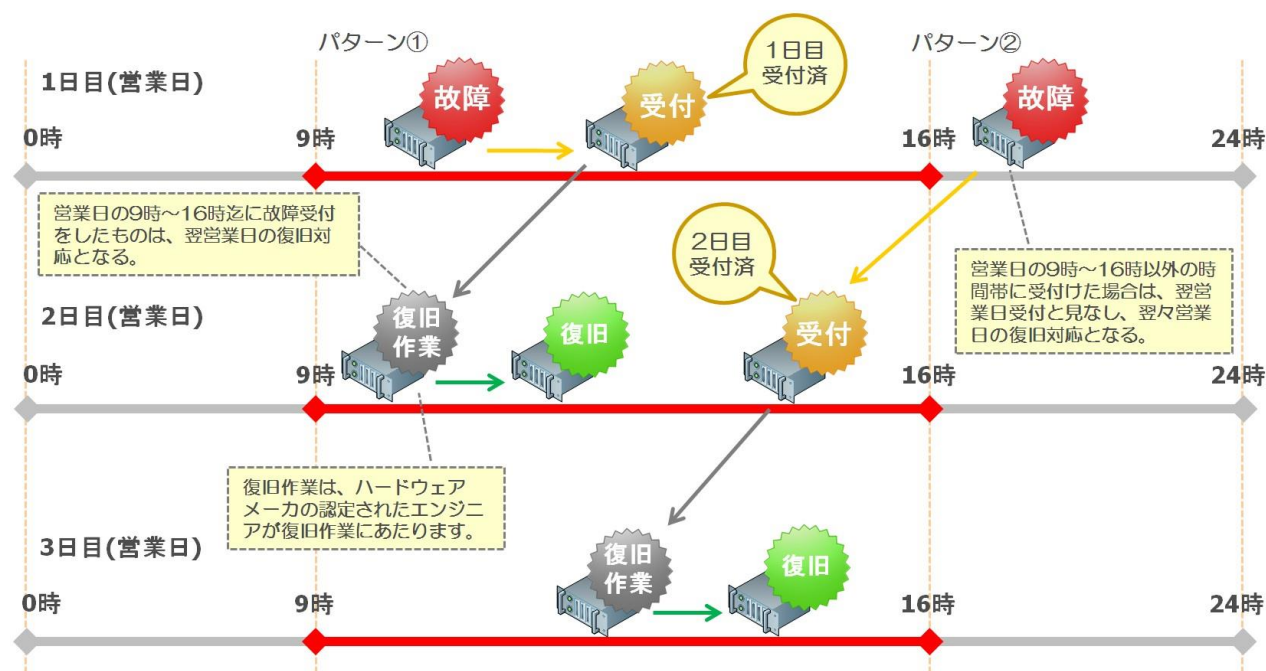 パターン①
パターン②
1日目
受付済
1日目(営業日)
故障
受付
故障
0時
9時
16時
24時
営業日の9時～16時迄に故障受付
をしたものは、翌営業日の復旧対
応となる。
2日目
受付済
営業日の9時～16時以外の時
間帯に受付けた場合は、翌営
業日受付と見なし、翌々営業
日の復旧対応となる。
2日目(営業日)
復旧
作業
復旧
受付
0時
9時
16時
24時
復旧作業は、ハードウェア
メーカの認定されたエンジニ
アが復旧作業にあたります。
3日目(営業日)
復旧
作業
復旧
0時
9時
16時
24時